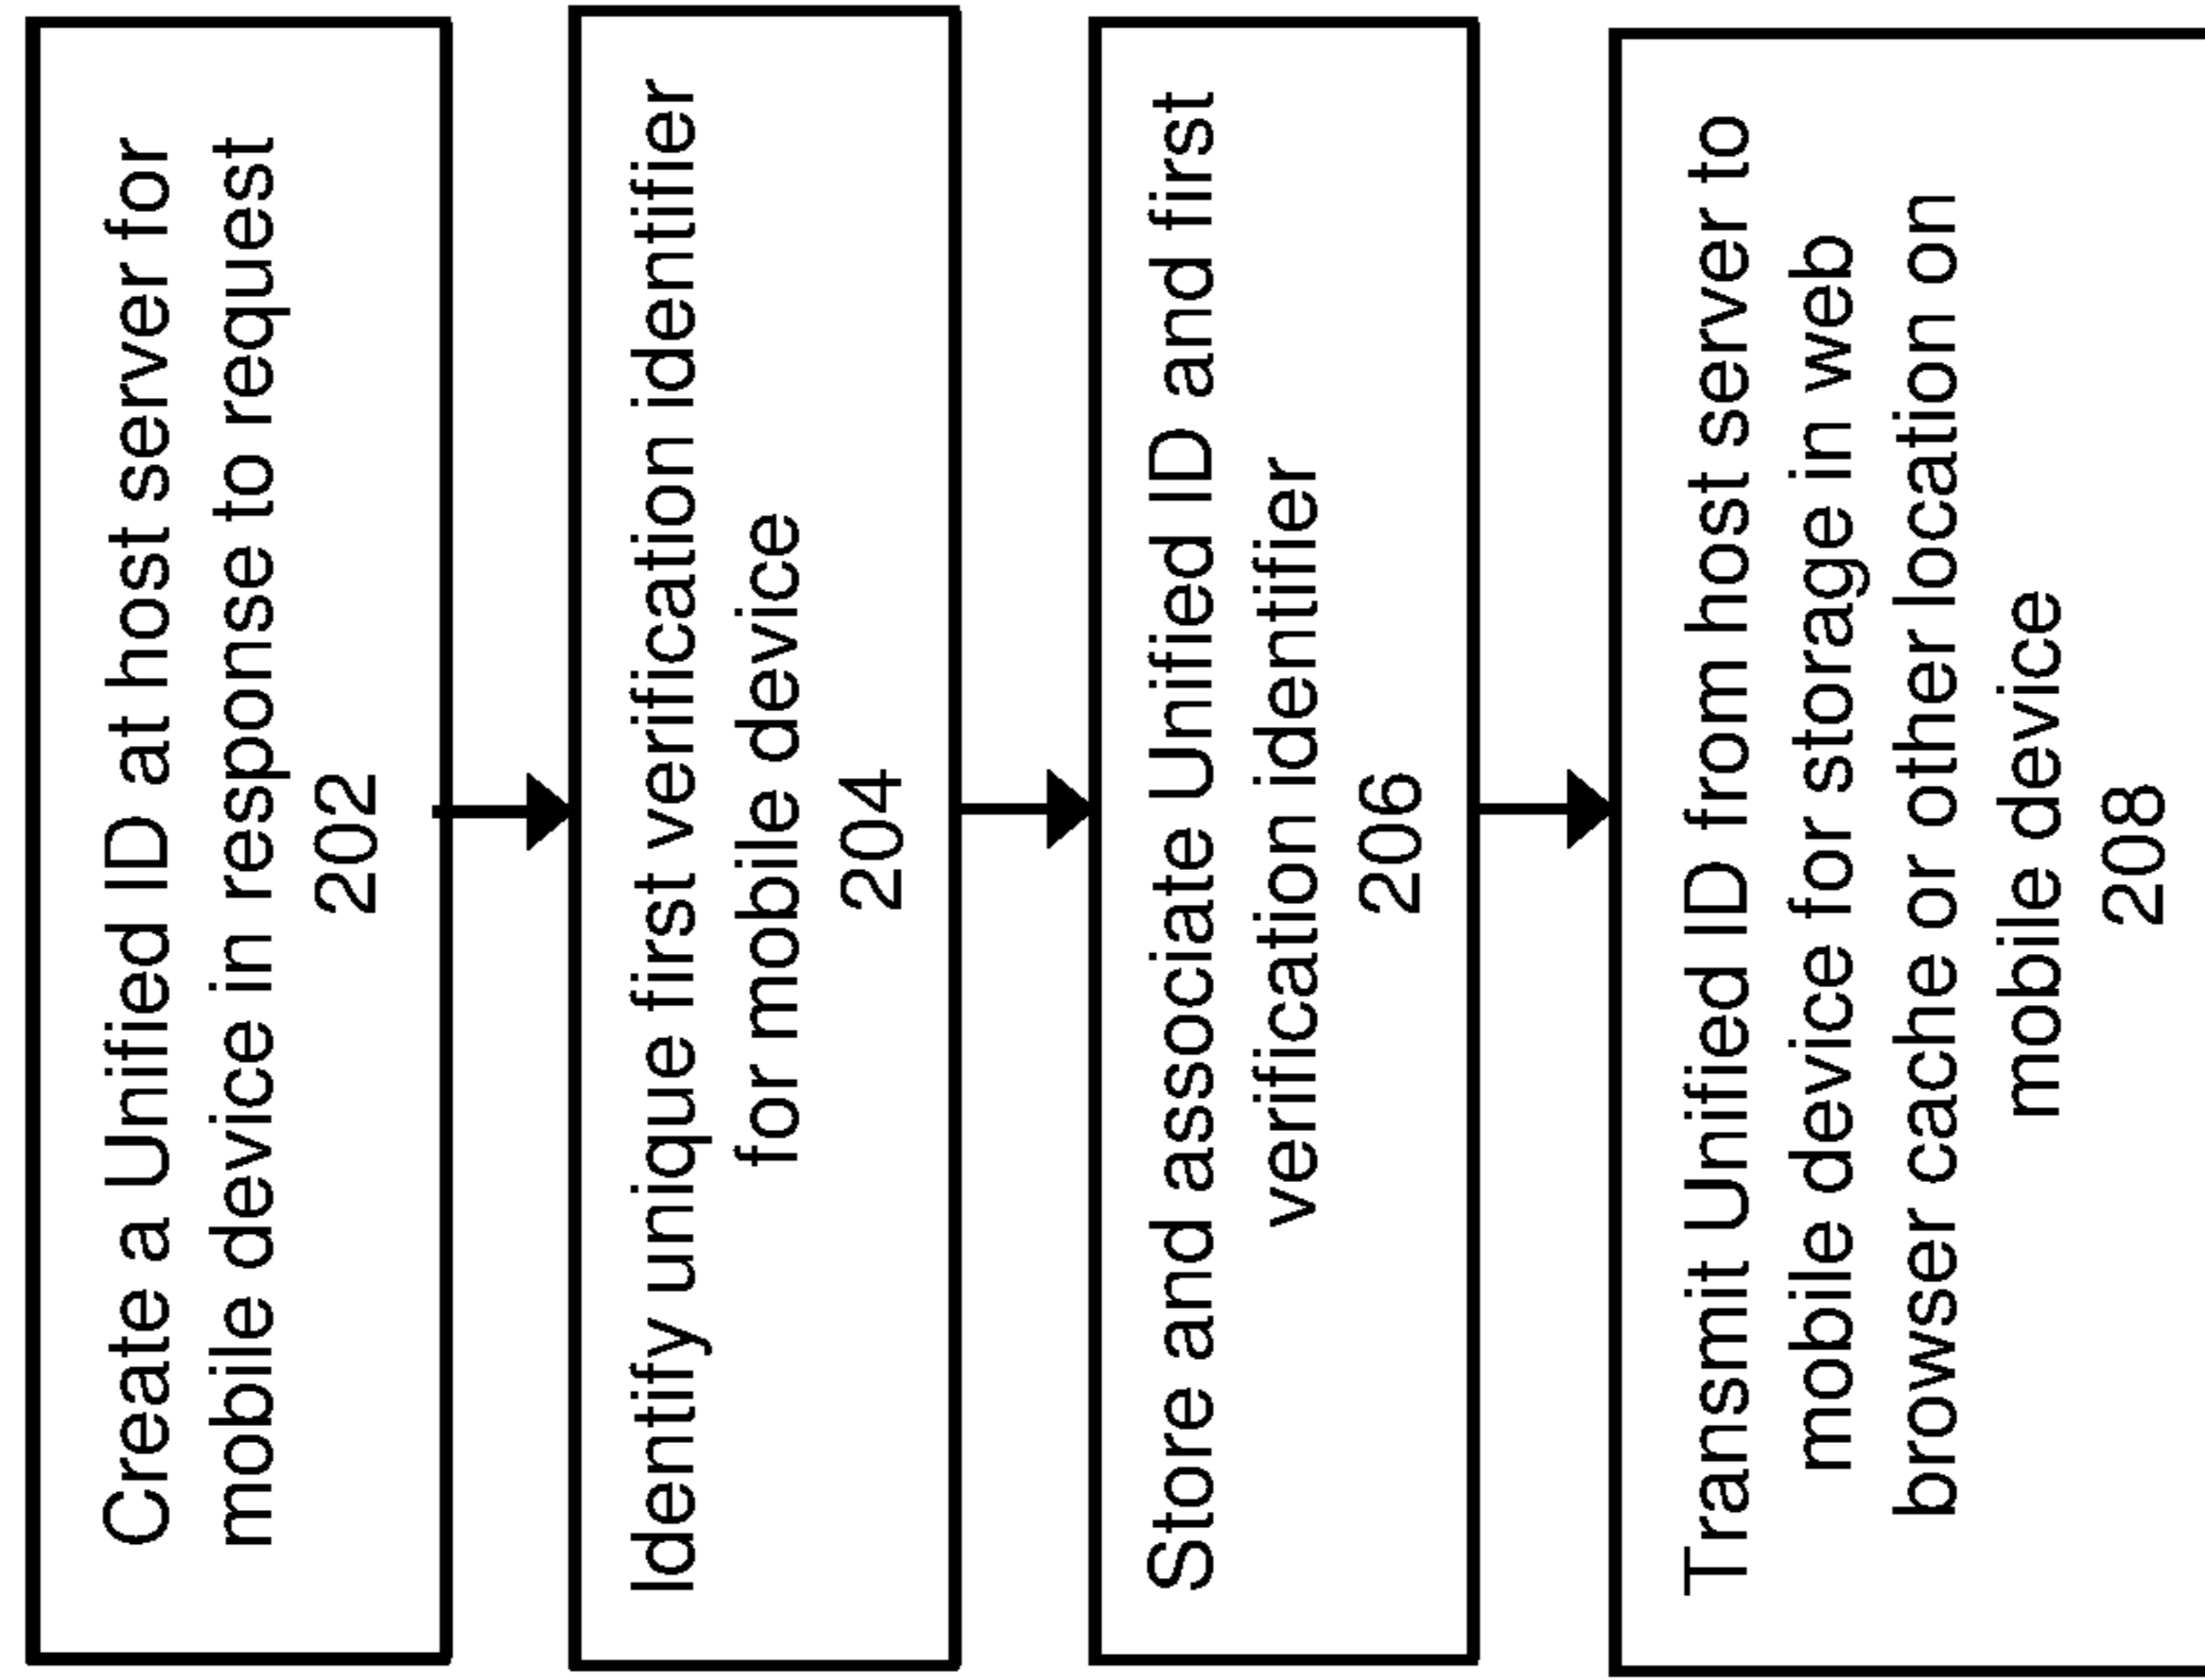 Create a Unified ID at host server for
mobile device in response to request
202
Identify unique first verification identifier
for mobile device
204
Store and associate Unified ID and first
verification identifier
206
Transmit Unified ID from host server to
mobile device for storage in web
browser cache or other location on
mobile device
208